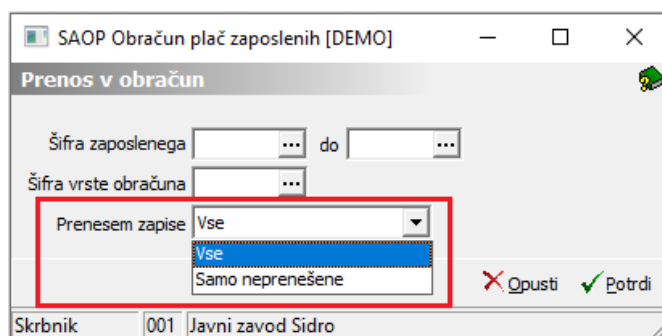 SAOP Obračun plač zaposlenih [DEMO]
Prenos v obračun
Šifra zaposlenega ... do ...
Šifra vrste obračuna ...
Prenesem zapise Vse
Vse
Samo neprenešene
Opusti Potrdi
Skrbnik 001 Javni zavod Sidro